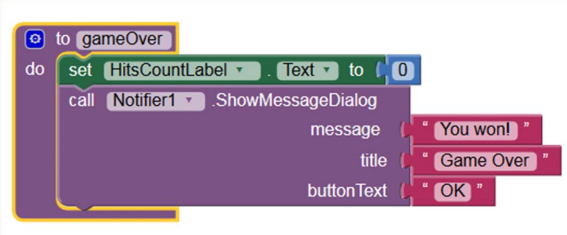 to gameOver
do set HitsCountLabel . Text to 0
call Notifier1 .ShowMessageDialog
message " You won! "
title " Game Over "
buttonText " OK "